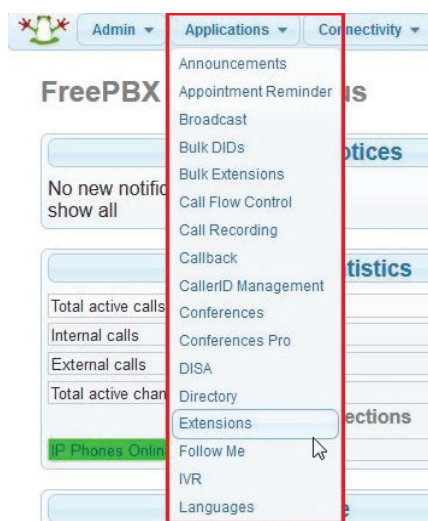 Admin
Applications
Connectivity
Announcements
Appointment Reminder
Broadcast
Bulk DIDs
Bulk Extensions
Call Flow Control
Call Recording
Callback
CallerID Management
Conferences
Conferences Pro
DISA
Directory
Extensions
Follow Me
IVR
Languages
FreePBX
No new notific
show all
Total active calls
Internal calls
External calls
Total active chan
IP Phones Onlin